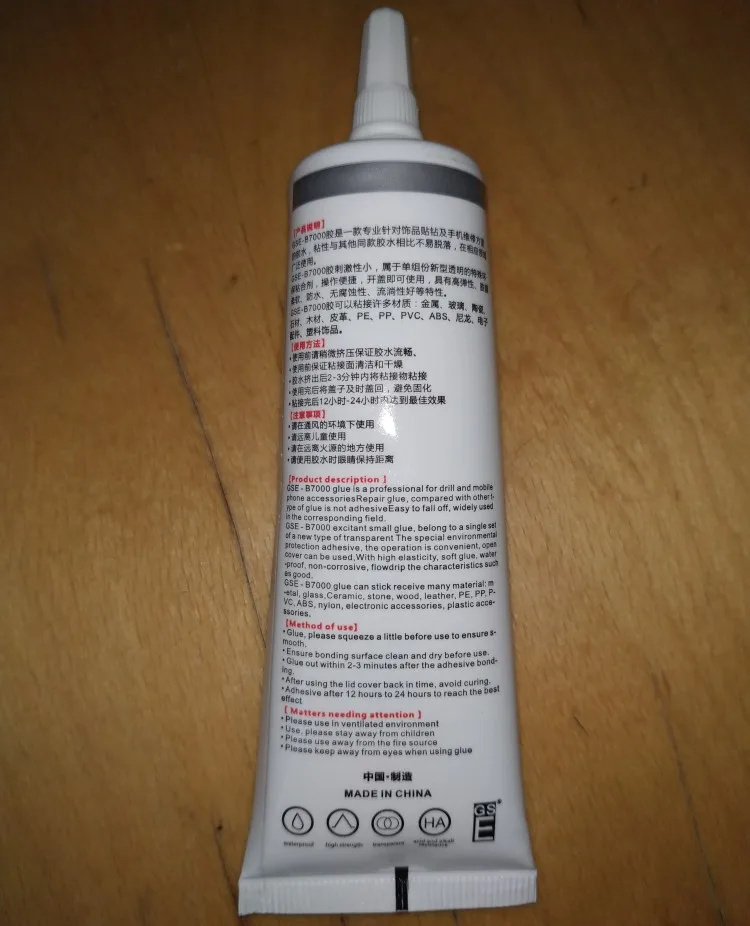 【产品说明】
GSE-B7000胶是一款专业针对饰品贴钻及手机维修方面
的胶水，粘性与其他同款胶水相比不易脱落，在相应领域
广泛使用。
GSE-B7000胶刺激性小，属于单组份新型透明的特殊环
保粘合剂，操作便捷，开盖即可使用，具有高弹性、胶质
柔软、防水、无腐蚀性、流淌性好等特性。
GSE-B7000胶可以粘接许多材质：金属、玻璃、陶瓷、
石材、木材、皮革、PE、PP、PVC、ABS、尼龙、电子
配件、塑料饰品。
【使用方法】
•使用前请稍微挤压保证胶水流畅、
•使用前保证粘接面清洁和干燥
•胶水挤出后2-3分钟内将粘接物粘接
•使用完后将盖子及时盖回，避免固化
•粘接完后12小时-24小时内达到最佳效果
【注意事项】
•请在通风的环境下使用
•请远离儿童使用
•请在远离火源的地方使用
•请使用胶水时眼睛保持距离
【Product description 】
GSE - B7000 glue is a professional for drill and mobile
phone accessoriesRepair glue, compared with other t-
ype of glue is not adhesiveEasy to fall off, widely used
in the corresponding field.
GSE - B7000 excitant small glue, belong to a single set
of a new type of transparent The special environmental
protection adhesive, the operation is convenient, open
cover can be used,With high elasticity, soft glue, water
-proof, non-corrosive, flowdrip the characteristics such
as good.
GSE - B7000 glue can stick receive many material: m
-etal, glass,Ceramic, stone, wood, leather, PE, PP, P-
VC, ABS, nylon, electronic accessories, plastic acce-
ssories.
【Method of use】
•Glue, please squeeze a little before use to ensure s-
mooth.
•Ensure bonding surface clean and dry before use.
•Glue out within 2-3 minutes after the adhesive bond-
ing.
•After using the lid cover back in time, avoid curing.
•Adhesive after 12 hours to 24 hours to reach the best
effect
【 Matters needing attention 】
•Please use in ventilated environment
•Use, please stay away from children
•Please use away from the fire source
•Please keep away from eyes when using glue
中国•制造
MADE IN CHINA
HA
GS
E
waterproof high strength transparent acid and alkali
resistance